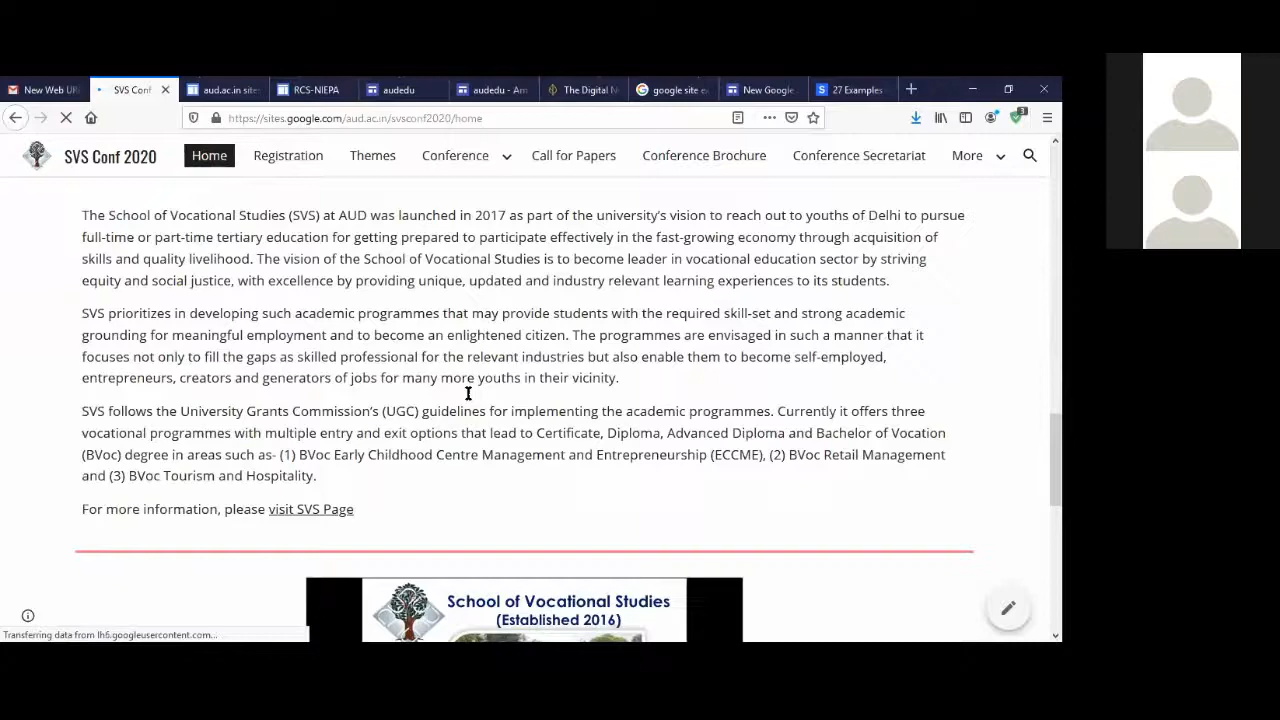 New Web UR
SVS Conf
aud.ac.in site
RCS-NIEPA
audedu
audedu - Am
The Digital N
google site ex
New Google
27 Examples
https://sites.google.com/aud.ac.in/svsconf2020/home
3
SVS Conf 2020
Home
Registration
Themes
Conference
Call for Papers
Conference Brochure
Conference Secretariat
More
The School of Vocational Studies (SVS) at AUD was launched in 2017 as part of the university's vision to reach out to youths of Delhi to pursue
full-time or part-time tertiary education for getting prepared to participate effectively in the fast-growing economy through acquisition of
skills and quality livelihood. The vision of the School of Vocational Studies is to become leader in vocational education sector by striving
equity and social justice, with excellence by providing unique, updated and industry relevant learning experiences to its students.
SVS prioritizes in developing such academic programmes that may provide students with the required skill-set and strong academic
grounding for meaningful employment and to become an enlightened citizen. The programmes are envisaged in such a manner that it
focuses not only to fill the gaps as skilled professional for the relevant industries but also enable them to become self-employed,
entrepreneurs, creators and generators of jobs for many more youths in their vicinity.
SVS follows the University Grants Commission's (UGC) guidelines for implementing the academic programmes. Currently it offers three
vocational programmes with multiple entry and exit options that lead to Certificate, Diploma, Advanced Diploma and Bachelor of Vocation
(BVoc) degree in areas such as- (1) BVoc Early Childhood Centre Management and Entrepreneurship (ECCME), (2) BVoc Retail Management
and (3) BVoc Tourism and Hospitality.
For more information, please visit SVS Page
School of Vocational Studies
(Established 2016)
Transferring data from lh6.googleusercontent.com...